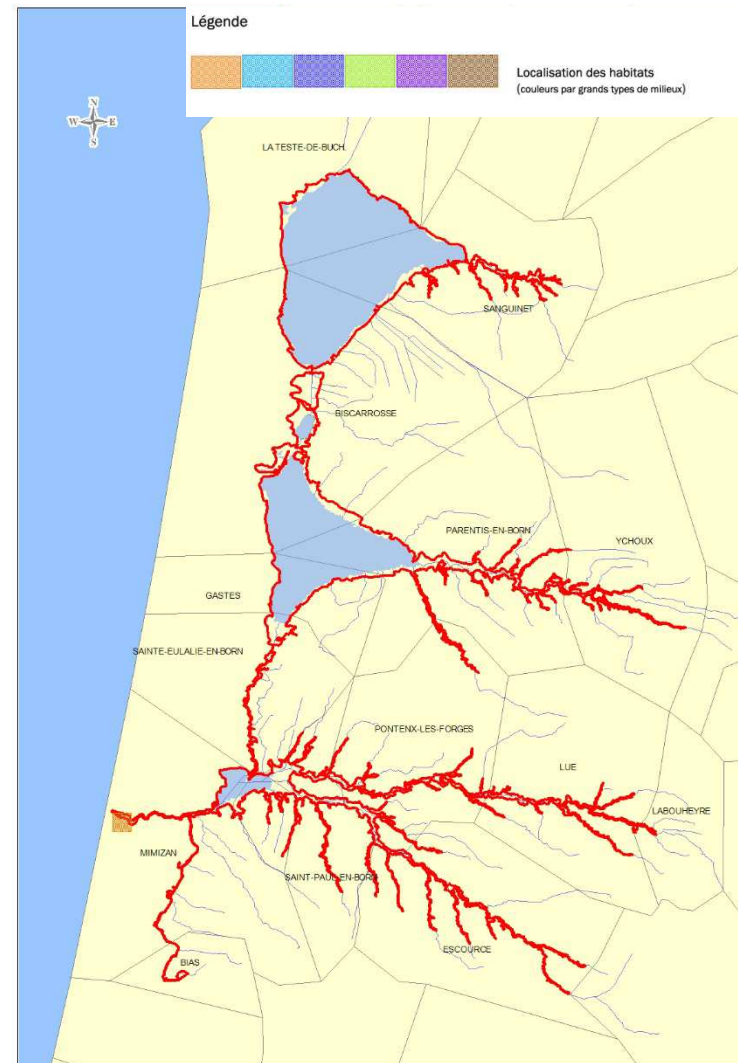 Légende
Localisation des habitats
(couleurs par grands types de milieux)
N
W E
S
LA TESTE-DE-BUCH
SANGUINET
BISCARROSSE
PARENTIS-EN-BORN
YCHOUX
GASTES
SAINTE-EULALIE-EN-BORN
PONTENX-LES-FORGES
LUE
LABOUHEYRE
MIMIZAN
SAINT-PAUL-EN-BORN
ESCOURCE
BIAS